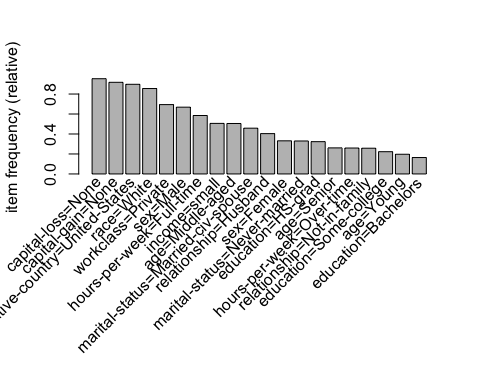 item frequency (relative)
0.0
0.4
0.8
capital-loss=None
capital-gain=None
tive-country=United-States
race=White
workclass=Private
sex=Male
hours-per-week=Full-time
income=small
age=Middle-aged
marital-status=Married-civ-spouse
relationship=Husband
sex=Female
marital-status=Never-married
education=HS-grad
age=Senior
hours-per-week=Over-time
relationship=Not-in-family
education=Some-college
age=Young
education=Bachelors